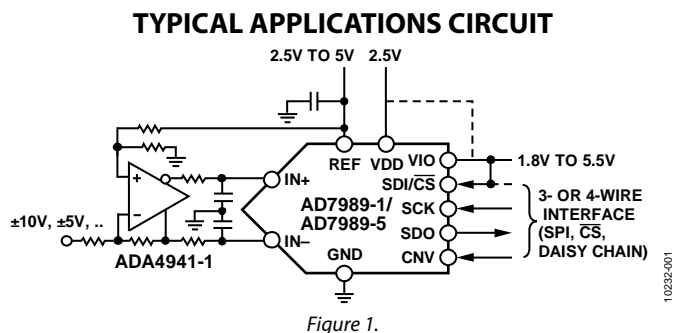 TYPICAL APPLICATIONS CIRCUIT
2.5V TO 5V 2.5V
REF VDD VIO
1.8V TO 5.5V
IN+
SDI/CS
AD7989-1/
AD7989-5
SCK
3- OR 4-WIRE
INTERFACE
(SPI, CS,
DAISY CHAIN)
SDO
±10V, ±5V, ..
+
–
IN–
ADA4941-1
GND
CNV
10232-001
Figure 1.